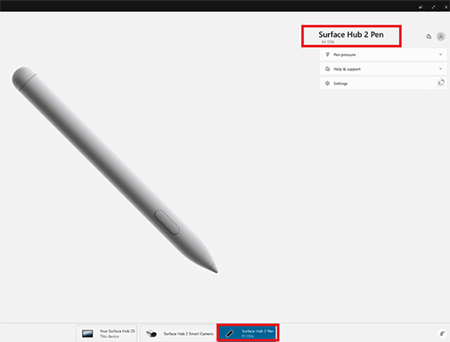 Surface Hub 2 Pen
Pen pressure
Help & support
Settings
Your Surface Hub 2S
This device
Surface Hub 2 Smart Camera
Surface Hub 2 Pen